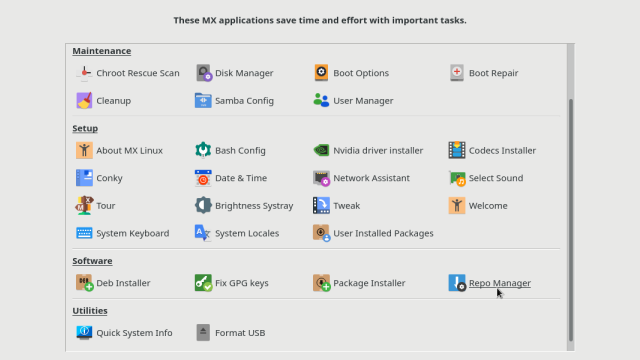 These MX applications save time and effort with important tasks.
Maintenance
Chroot Rescue Scan Disk Manager Boot Options Boot Repair
Cleanup Samba Config User Manager
Setup
About MX Linux Bash Config Nvidia driver installer Codecs Installer
Conky Date & Time Network Assistant Select Sound
Tour Brightness Systray Tweak Welcome
System Keyboard System Locales User Installed Packages
Software
Deb Installer Fix GPG keys Package Installer Repo Manager
Utilities
Quick System Info Format USB